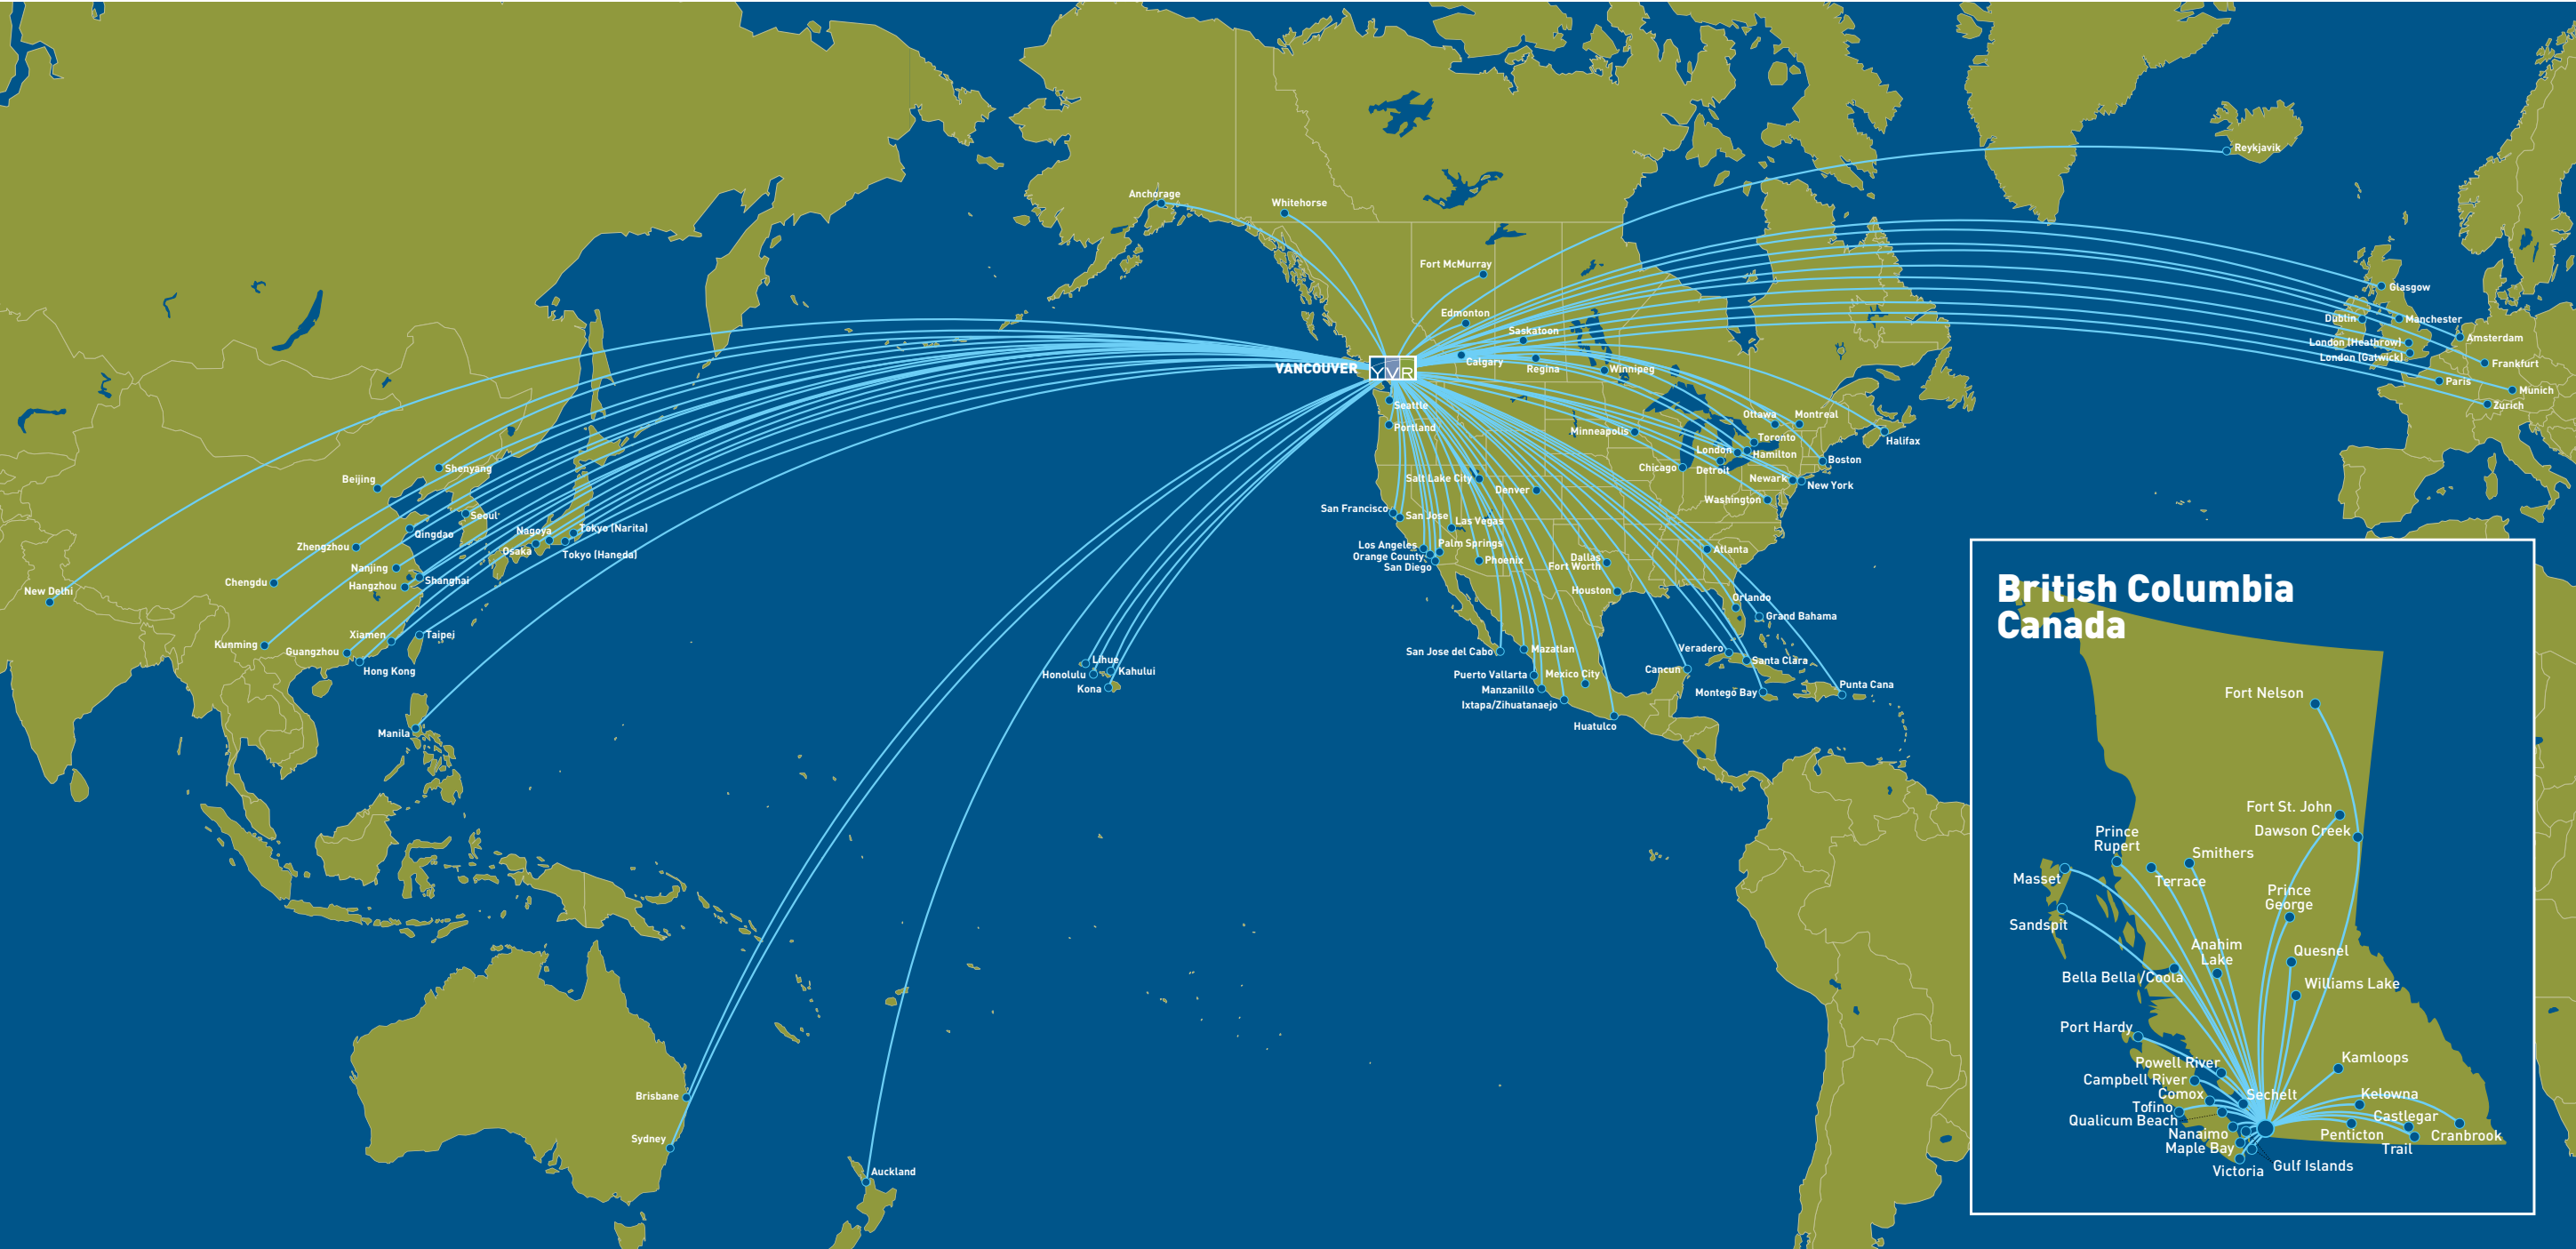 Reykjavik
Anchorage
Whitehorse
Fort McMurray
Glasgow
Edmonton
Saskatoon
Dublin
Manchester
Amsterdam
London (Heathrow)
London (Gatwick)
Frankfurt
Calgary
Regina
Winnipeg
VANCOUVER
YVR
Paris
Munich
Zurich
Seattle
Portland
Ottawa
Montreal
Minneapolis
Toronto
Halifax
London
Hamilton
Boston
Chicago
Detroit
Shenyang
Beijing
Salt Lake City
Denver
Newark
New York
Washington
San Francisco
San Jose
Las Vegas
Seoul
Qingdao
Nagoya
Tokyo (Narita)
Osaka
Tokyo (Haneda)
Zhengzhou
Los Angeles
Palm Springs
Orange County
San Diego
Phoenix
Dallas
Fort Worth
Atlanta
Nanjing
Chengdu
Shanghai
Hangzhou
New Delhi
Houston
Orlando
Grand Bahama
Xiamen
Taipei
Kunming
Guangzhou
Hong Kong
San Jose del Cabo
Mazatlan
Veradero
Santa Clara
Lihue
Honolulu
Kahului
Kona
Puerto Vallarta
Mexico City
Cancun
Manzanillo
Montego Bay
Punta Cana
Ixtapa/Zihuatanaejo
Huatulco
Manila
Brisbane
Sydney
Auckland
British Columbia
Canada
Fort Nelson
Fort St. John
Dawson Creek
Prince
Rupert
Smithers
Masset
Terrace
Prince
George
Sandspit
Anahim
Lake
Quesnel
Bella Bella /Coola
Williams Lake
Port Hardy
Powell River
Kamloops
Campbell River
Comox
Sechelt
Kelowna
Tofino
Qualicum Beach
Castlegar
Nanaimo
Penticton
Cranbrook
Maple Bay
Trail
Victoria
Gulf Islands